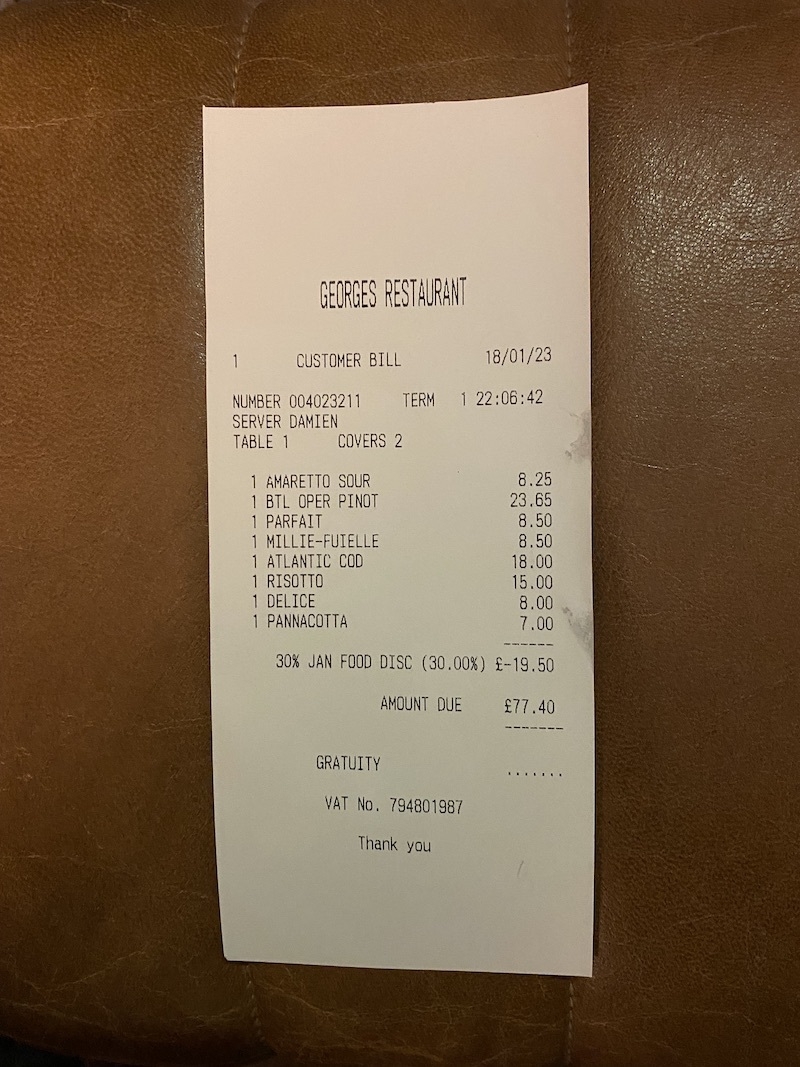 GEORGES RESTAURANT
1 CUSTOMER BILL 18/01/23
NUMBER 004023211 TERM 1 22:06:42
SERVER DAMIEN
TABLE 1 COVERS 2
1 AMARETTO SOUR 8.25
1 BTL OPER PINOT 23.65
1 PARFAIT 8.50
1 MILLIE-FUIELLE 8.50
1 ATLANTIC COD 18.00
1 RISOTTO 15.00
1 DELICE 8.00
1 PANNACOTTA 7.00
------
30% JAN FOOD DISC (30.00%) £-19.50
AMOUNT DUE £77.40
-------
GRATUITY .......
VAT No. 794801987
Thank you